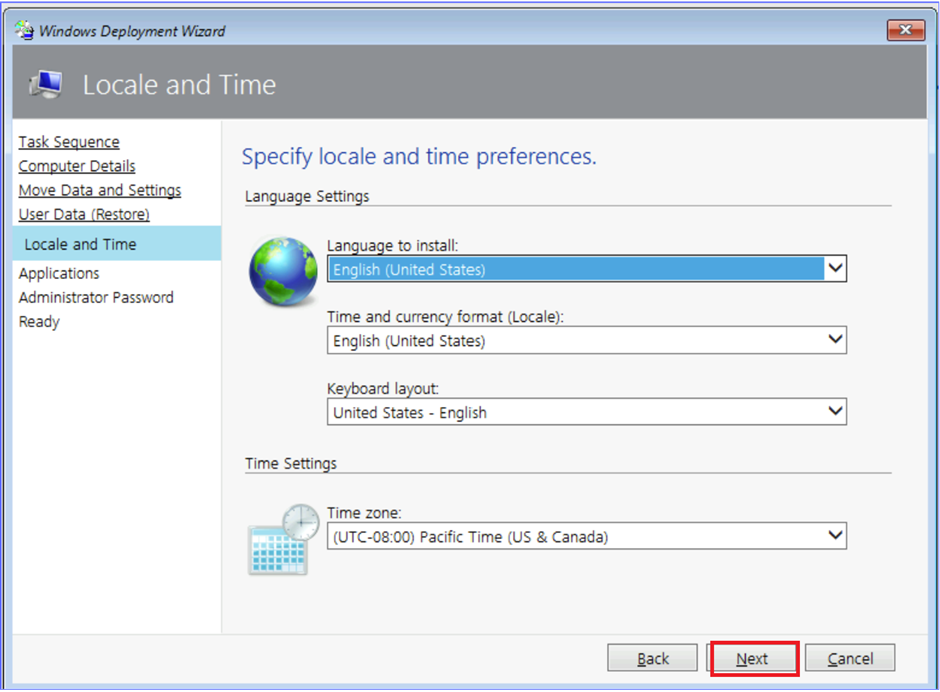 Windows Deployment Wizard
Locale and Time
Task Sequence
Computer Details
Move Data and Settings
User Data (Restore)
Locale and Time
Applications
Administrator Password
Ready
Specify locale and time preferences.
Language Settings
Language to install:
English (United States)
Time and currency format (Locale):
English (United States)
Keyboard layout:
United States - English
Time Settings
Time zone:
(UTC-08:00) Pacific Time (US & Canada)
Back Next Cancel